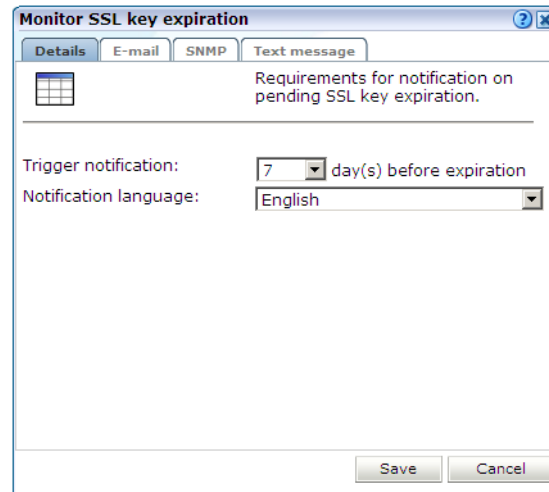 Monitor SSL key expiration
?
Details E-mail SNMP Text message
Requirements for notification on
pending SSL key expiration.
Trigger notification: 7 day(s) before expiration
Notification language: English
Save Cancel